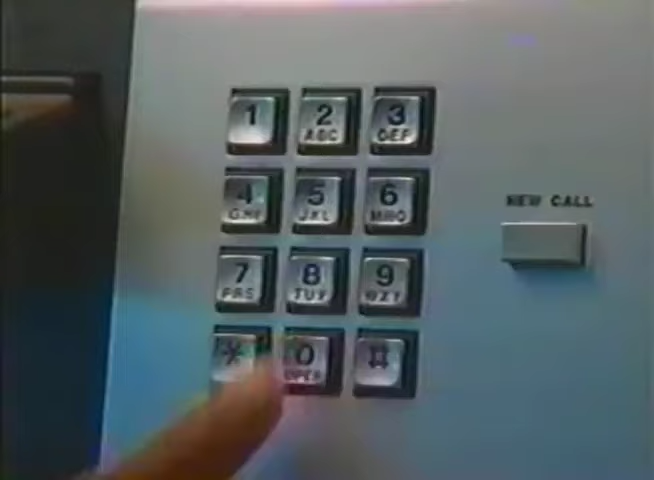 1 2 3
ABC DEF
4 5 6
GHI JKL MNO
NEW CALL
7 8 9
PRS TUV WXY
* 0 #
OPER